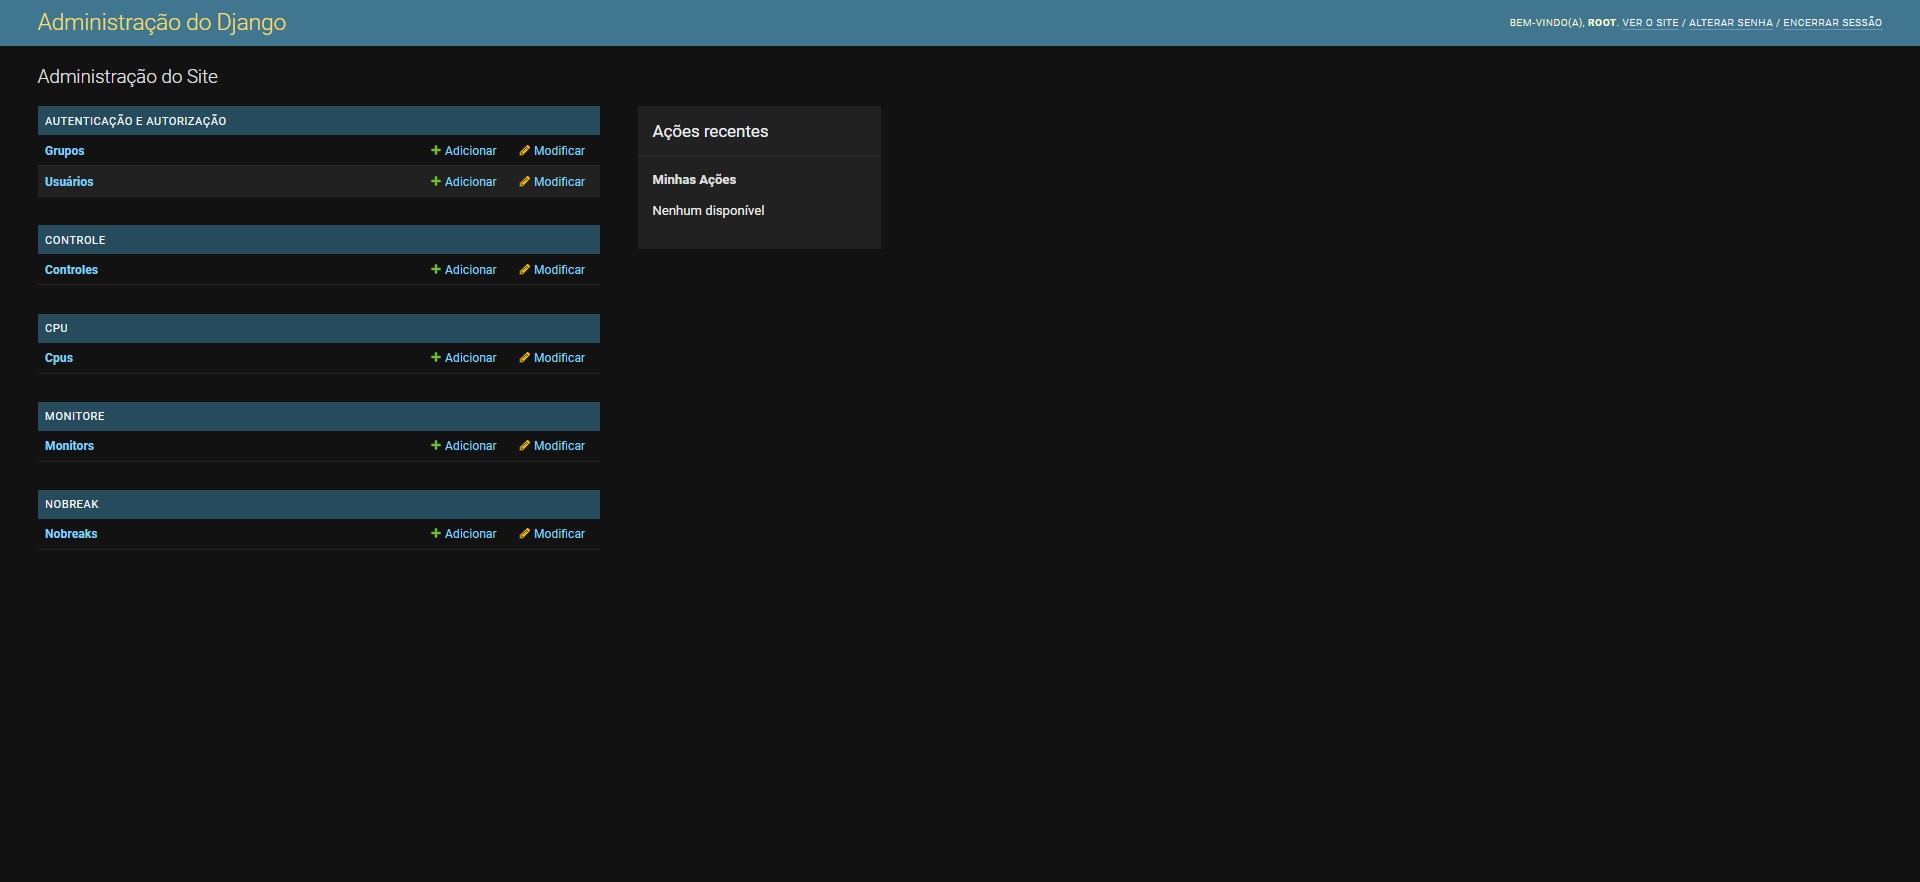 Administração do Django
BEM-VINDO(A), ROOT. VER O SITE / ALTERAR SENHA / ENCERRAR SESSÃO
Administração do Site
AUTENTICAÇÃO E AUTORIZAÇÃO
Grupos Adicionar Modificar
Usuários Adicionar Modificar
CONTROLE
Controles Adicionar Modificar
CPU
Cpus Adicionar Modificar
MONITORE
Monitors Adicionar Modificar
NOBREAK
Nobreaks Adicionar Modificar
Ações recentes
Minhas Ações
Nenhum disponível